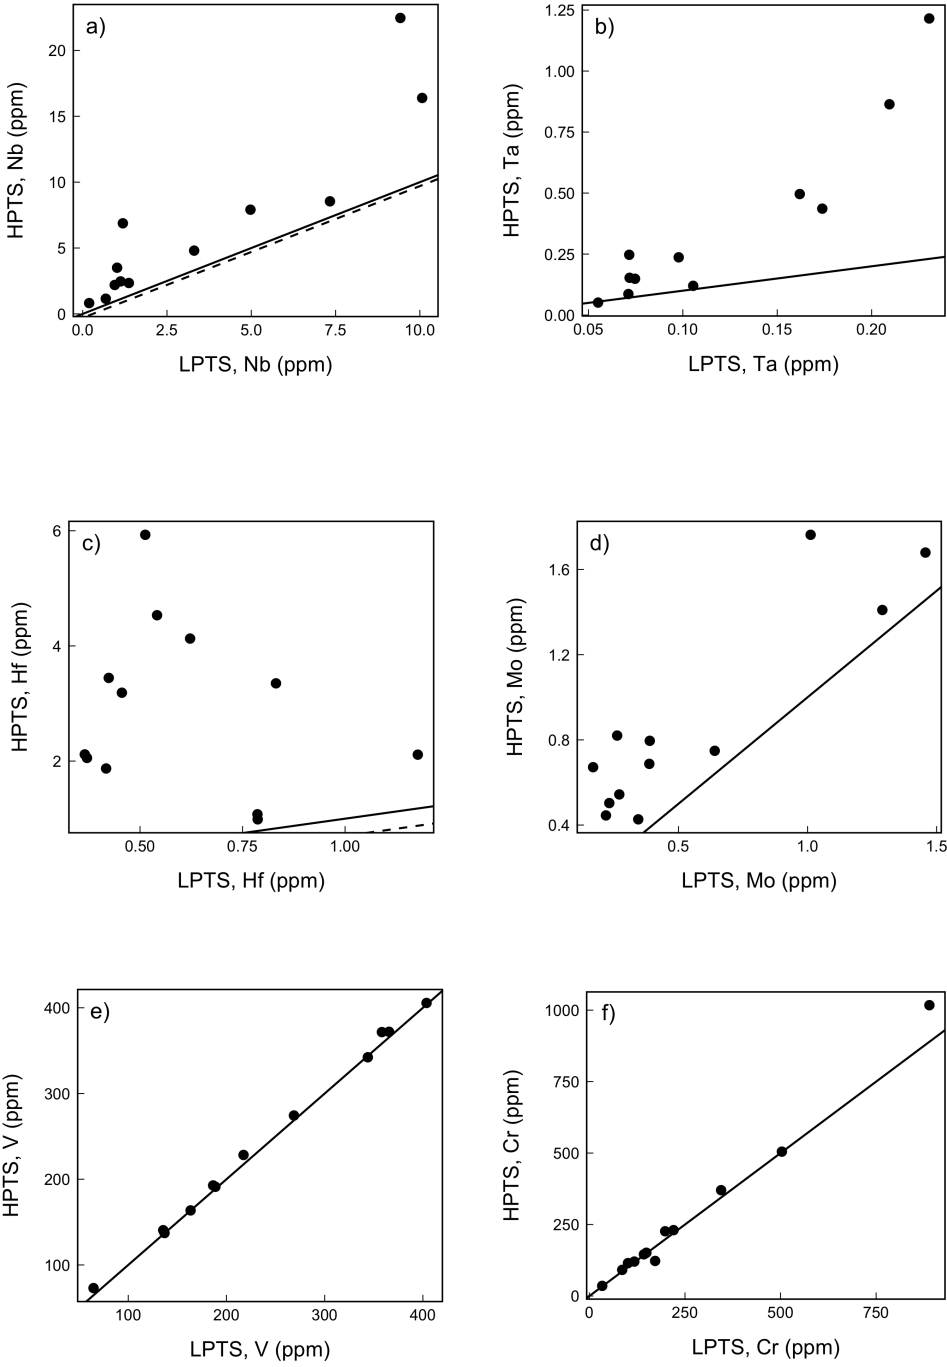 a)
HPTS, Nb (ppm)
20
15
10
5
0
0.0 2.5 5.0 7.5 10.0
LPTS, Nb (ppm)
b)
HPTS, Ta (ppm)
1.25
1.00
0.75
0.50
0.25
0.00
0.05 0.10 0.15 0.20
LPTS, Ta (ppm)
c)
HPTS, Hf (ppm)
6
4
2
0.50 0.75 1.00
LPTS, Hf (ppm)
d)
HPTS, Mo (ppm)
1.6
1.2
0.8
0.4
0.5 1.0 1.5
LPTS, Mo (ppm)
e)
HPTS, V (ppm)
400
300
200
100
100 200 300 400
LPTS, V (ppm)
f)
HPTS, Cr (ppm)
1000
750
500
250
0
0 250 500 750
LPTS, Cr (ppm)